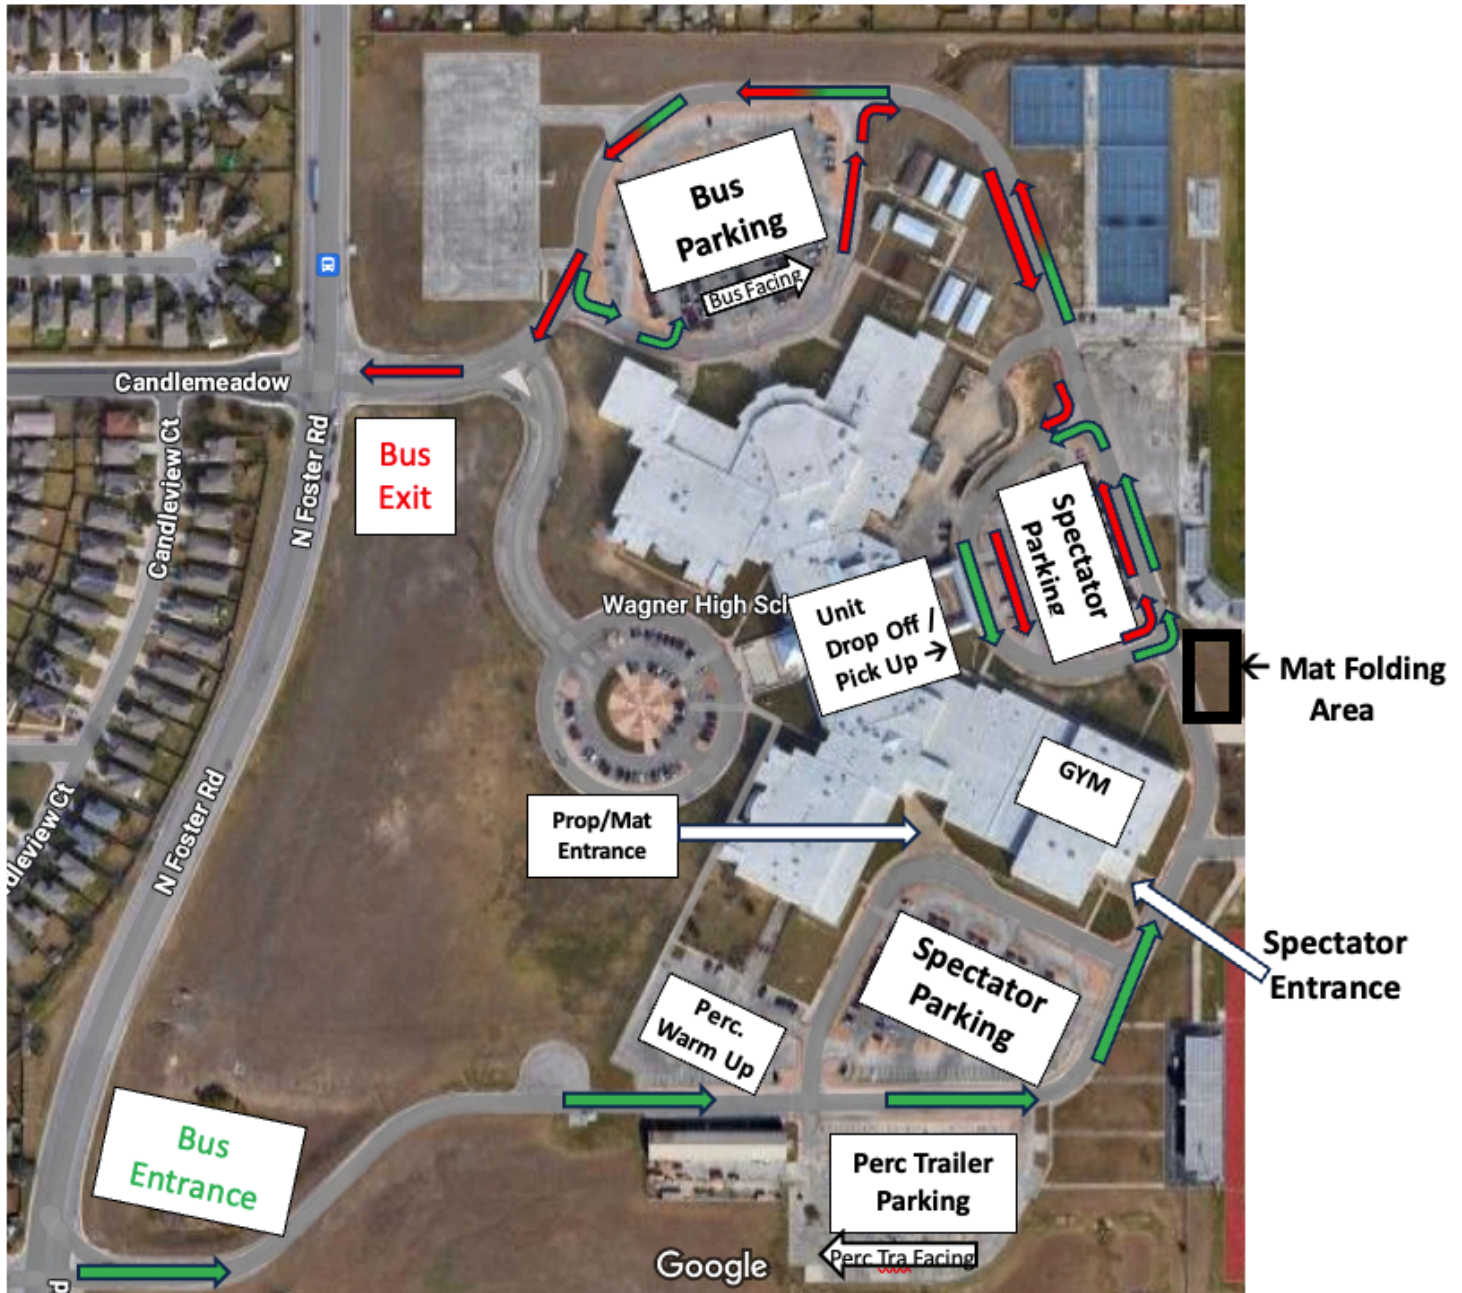 Bus
Parking
Bus Facing
Candlemeadow
Candleview Ct
N Foster Rd
Bus
Exit
Spectator
Parking
Wagner High Sc
Unit
Drop Off /
Pick Up →
← Mat Folding
Area
GYM
Prop/Mat
Entrance
N Foster Rd
Spectator
Entrance
Spectator
Parking
Perc.
Warm Up
Bus
Entrance
Perc Trailer
Parking
Perc Tra Facing
Google